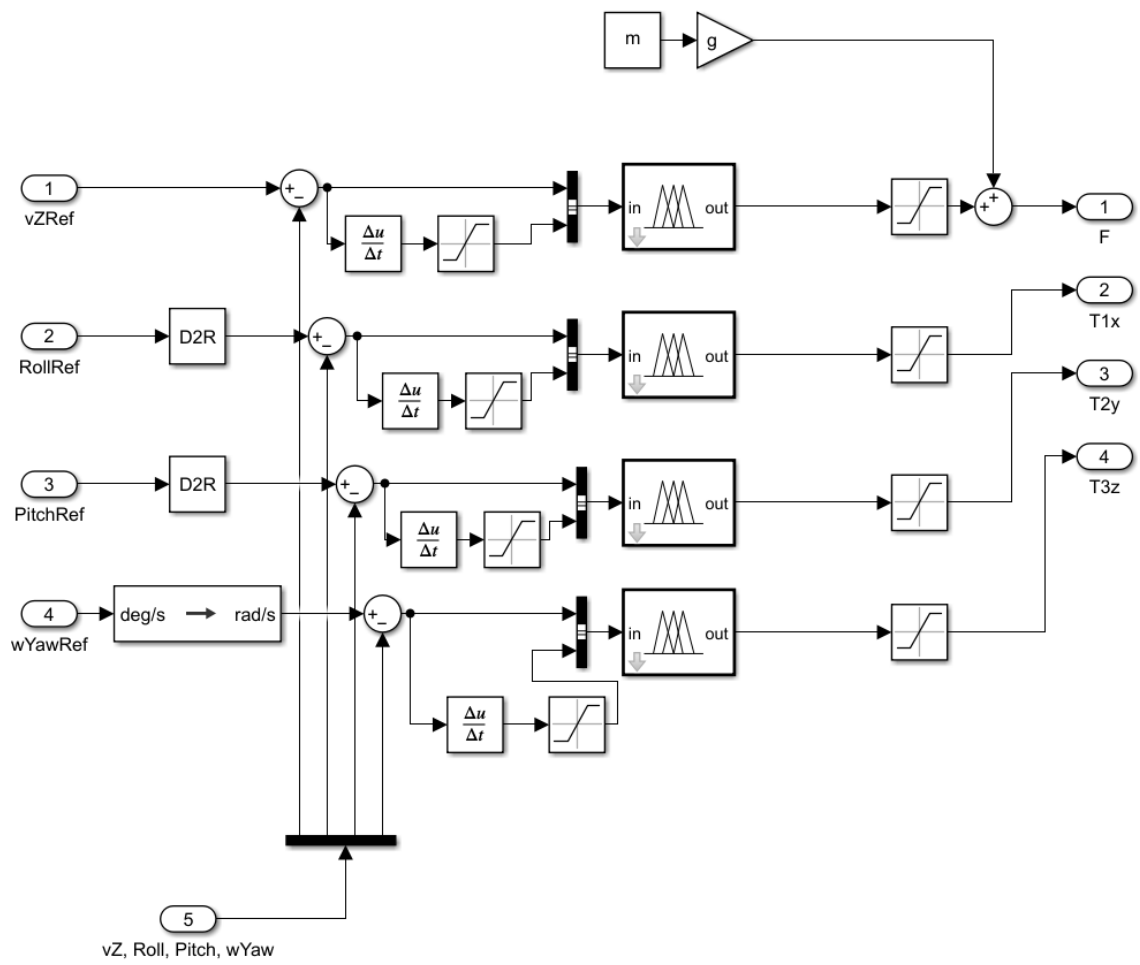 m
g
1
vZRef
+
−
Δu
Δt
in
out
+
+
1
F
2
RollRef
D2R
+
−
Δu
Δt
in
out
2
T1x
3
T2y
3
PitchRef
D2R
+
−
Δu
Δt
in
out
4
T3z
4
wYawRef
deg/s
rad/s
+
−
Δu
Δt
in
out
5
vZ, Roll, Pitch, wYaw